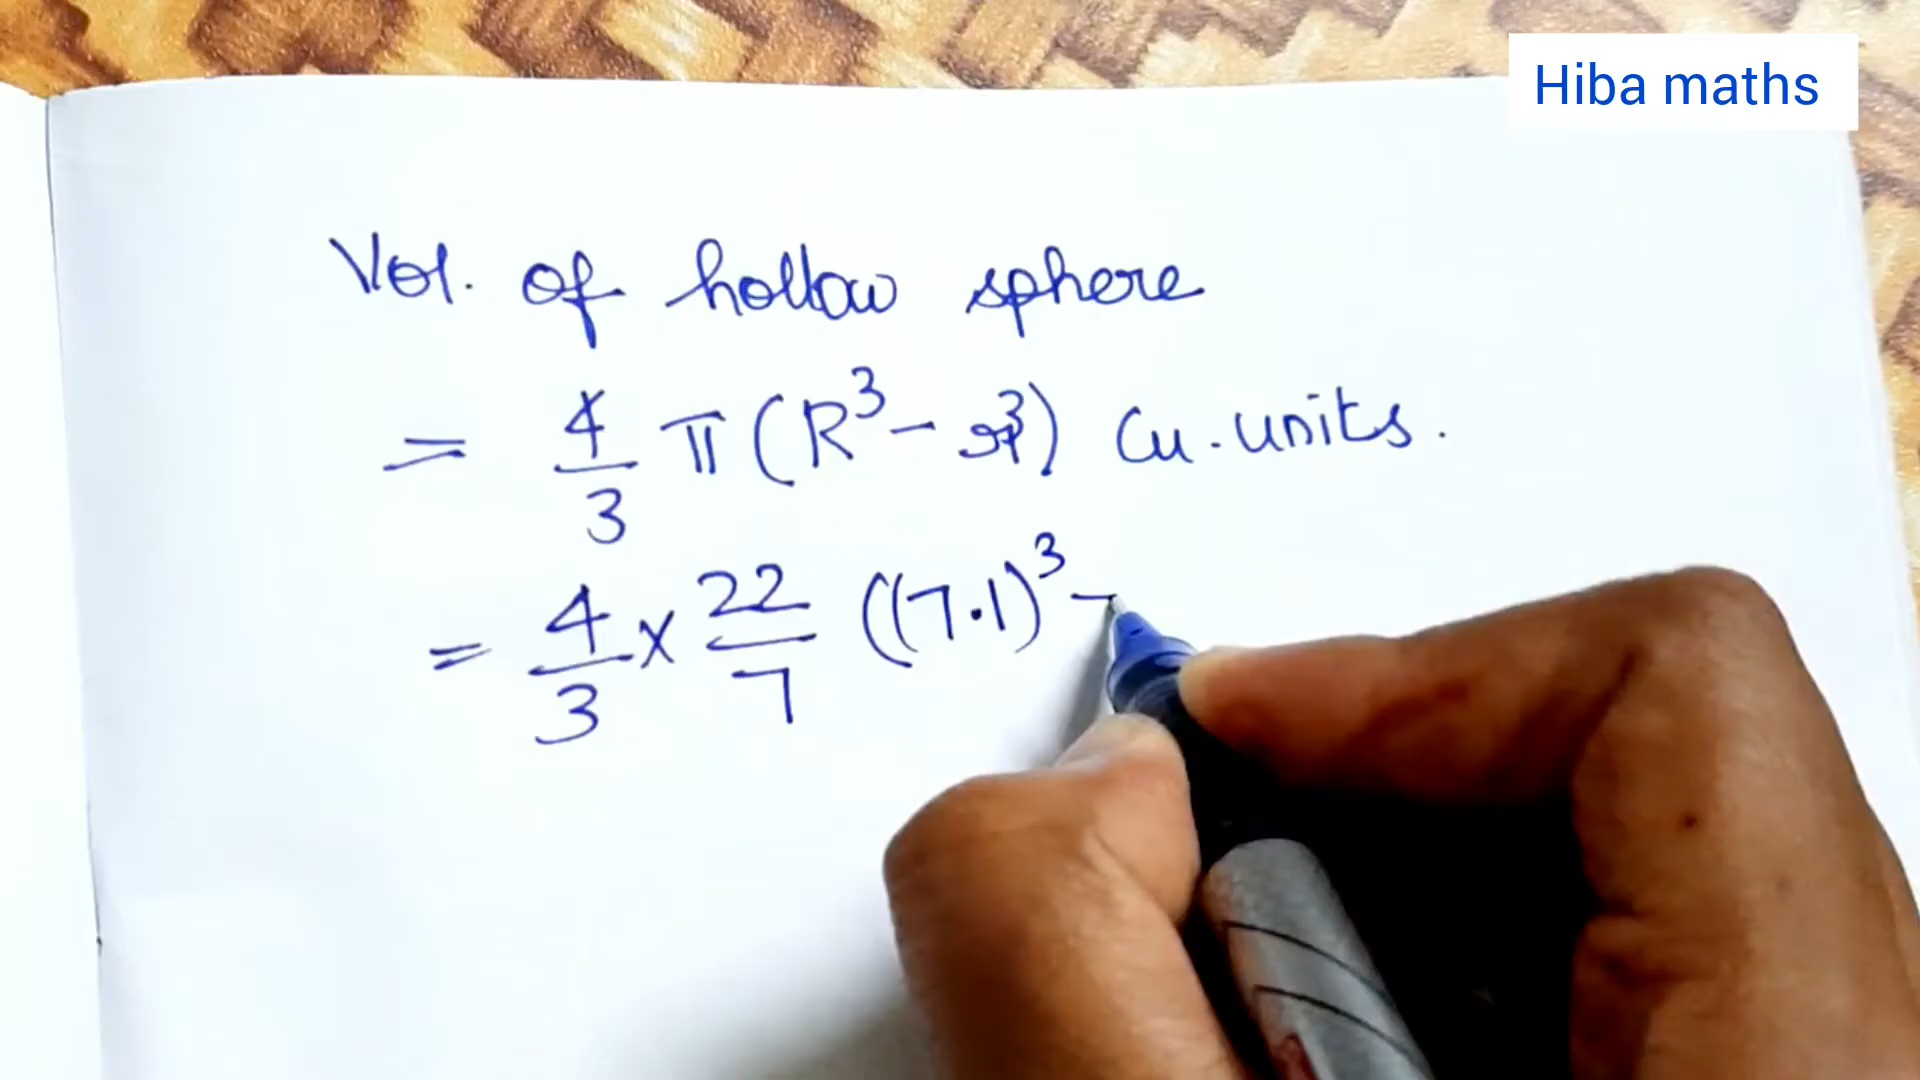 Hiba maths
Vol. of hollow sphere
= 4/3 π (R³ - r³) Cu. units.
= 4/3 x 22/7 ((7.1)³ -